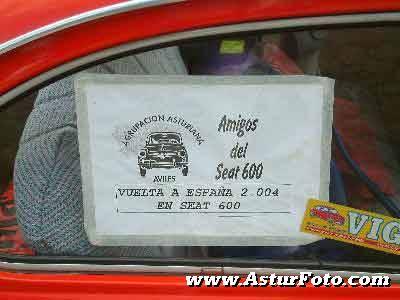 AGRUPACION ASTURIANA
AVILES
Amigos
del
Seat 600
VUELTA A ESPAÑA 2.004
EN SEAT 600
VIG
www.AsturFoto.com